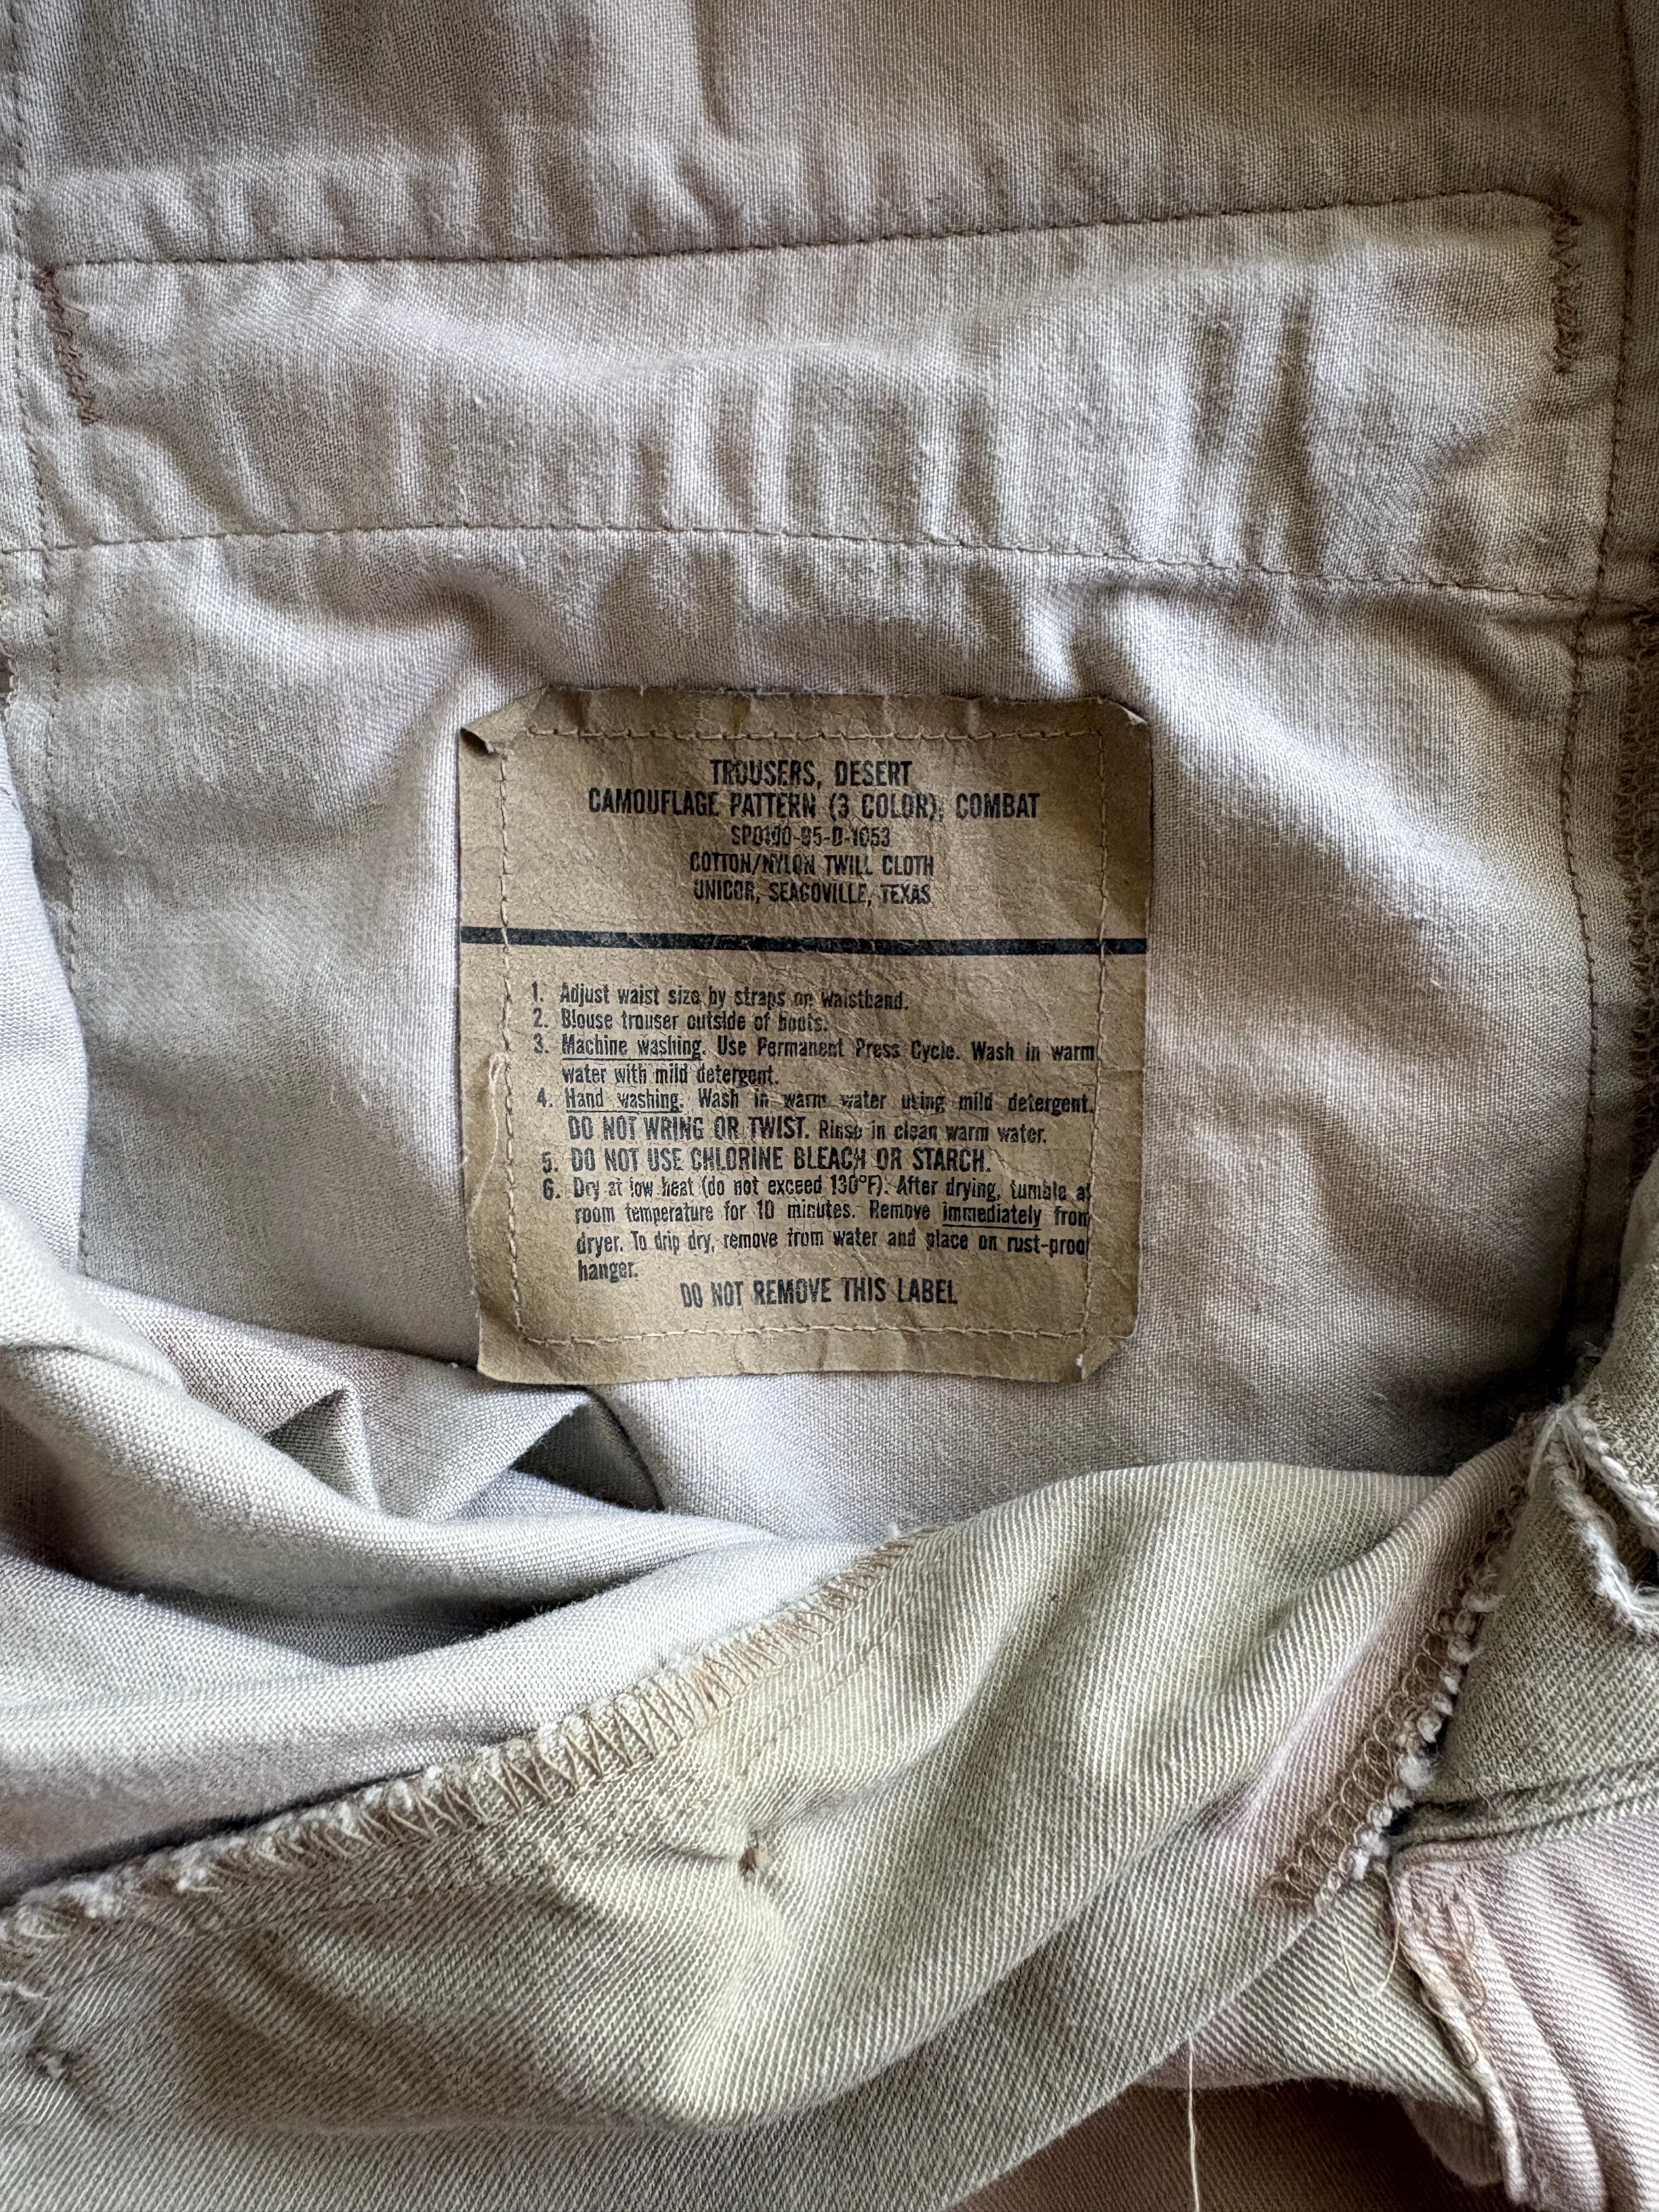 TROUSERS, DESERT
CAMOUFLAGE PATTERN (3 COLOR), COMBAT
SPO100-95-D-1053
COTTON/NYLON TWILL CLOTH
UNICOR, SEAGOVILLE, TEXAS
1. Adjust waist size by straps on waistband.
2. Blouse trouser outside of boots.
3. Machine washing. Use Permanent Press Cycle. Wash in warm
water with mild detergent.
4. Hand washing. Wash in warm water using mild detergent.
DO NOT WRING OR TWIST. Rinse in clean warm water.
5. DO NOT USE CHLORINE BLEACH OR STARCH.
6. Dry at low heat (do not exceed 130°F). After drying, tumble at
room temperature for 10 minutes. Remove immediately from
dryer. To drip dry, remove from water and place on rust-proof
hanger.
DO NOT REMOVE THIS LABEL